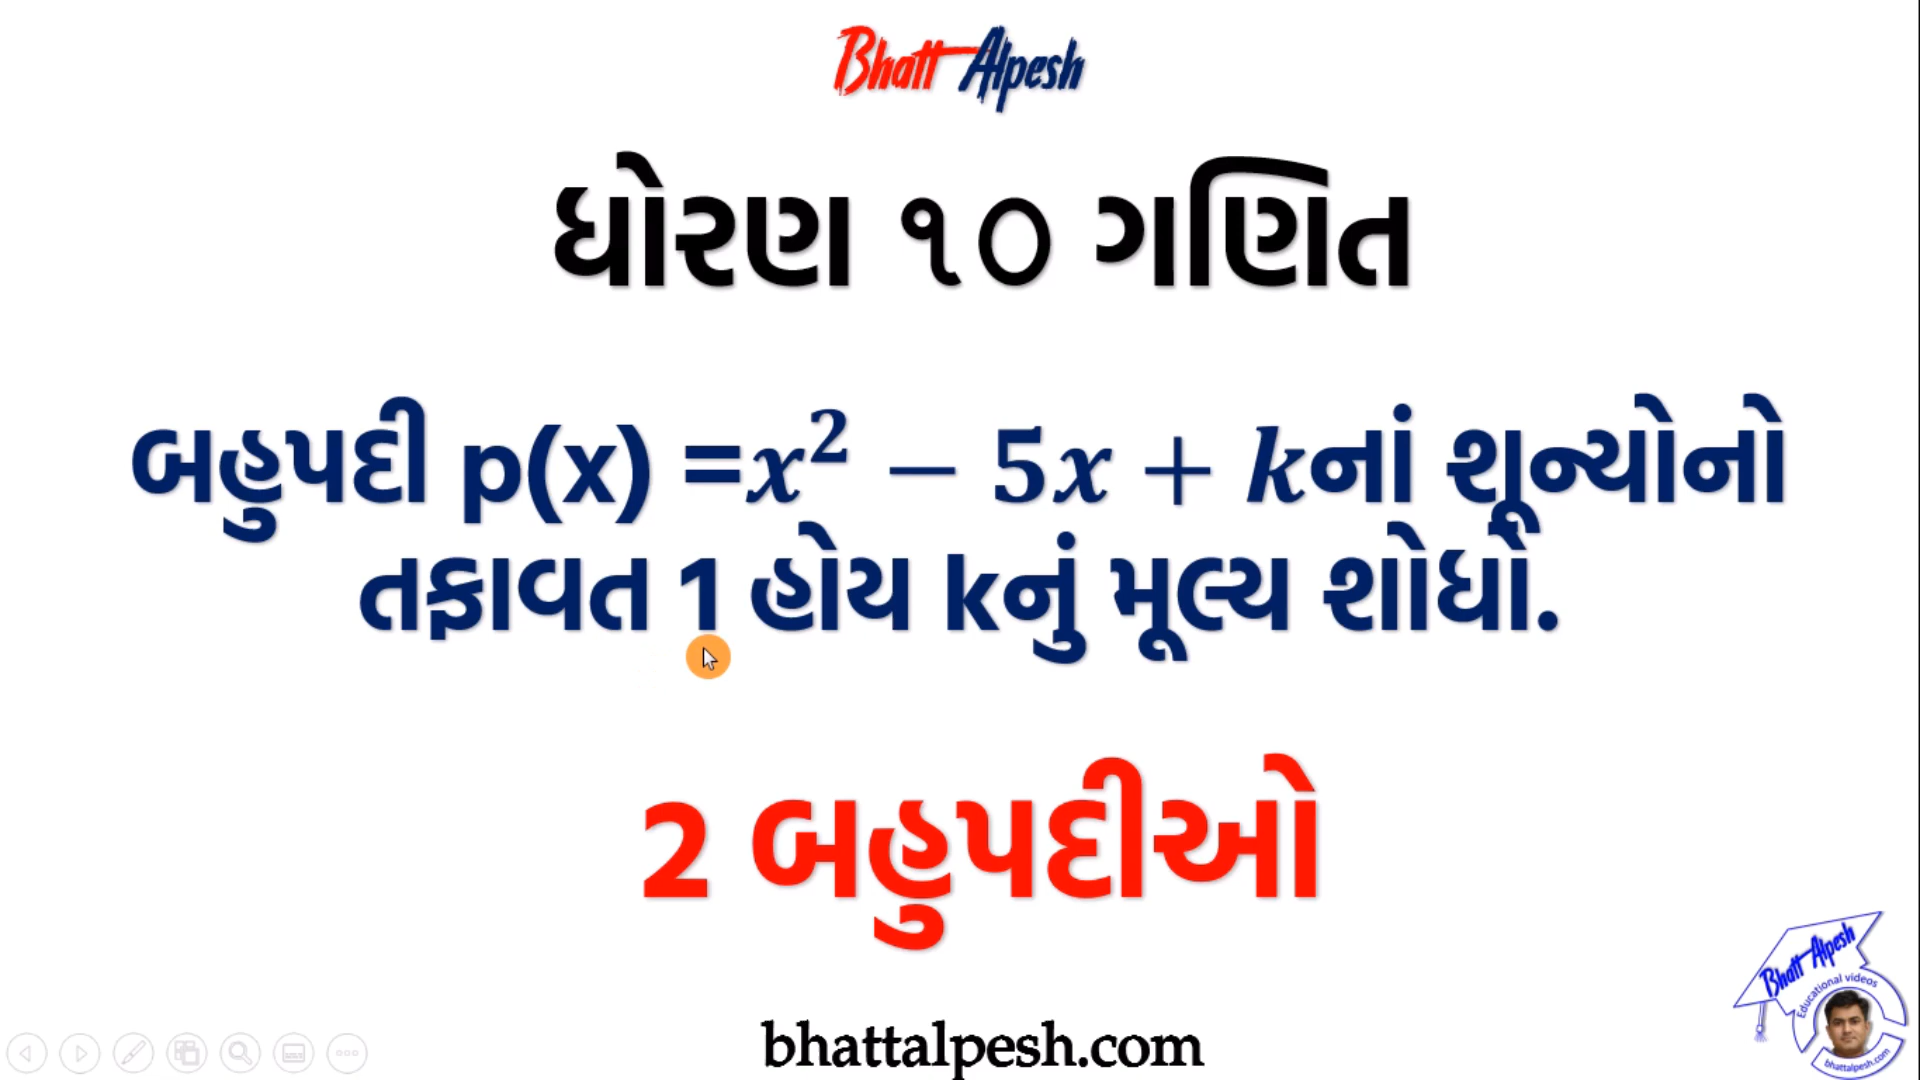 Bhatt Alpesh
ધોરણ ૧૦ ગણિત
બહુપદી p(x) =x² − 5x + kનાં શૂન્યોનો
તફાવત 1 હોય kનું મૂલ્ય શોધો.
2 બહુપદીઓ
bhattalpesh.com
Bhatt Alpesh
Educational videos
bhattalpesh.com